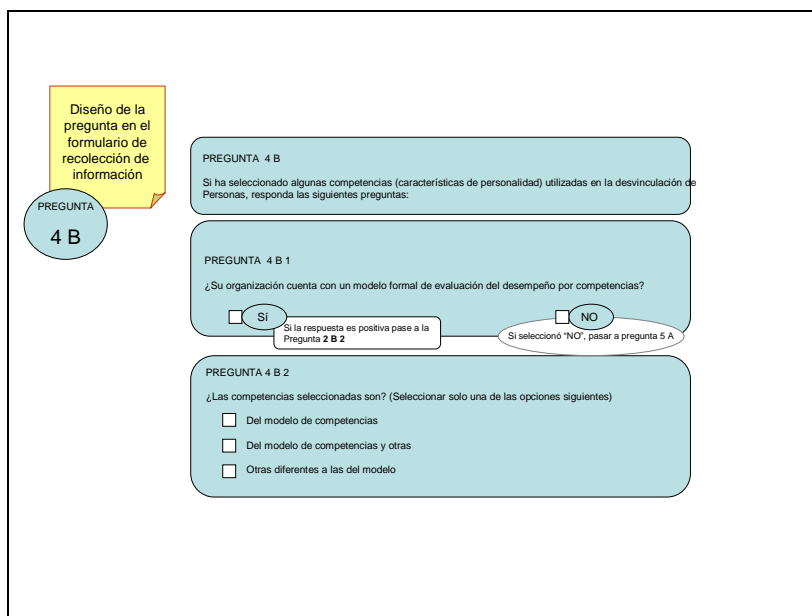 Diseño de la
pregunta en el
formulario de
recolección de
información
PREGUNTA
4 B
PREGUNTA  4 B
Si ha seleccionado algunas competencias (características de personalidad) utilizadas en la desvinculación de
Personas, responda las siguientes preguntas:
PREGUNTA  4 B 1
¿Su organización cuenta con un modelo formal de evaluación del desempeño por competencias?
Sí
NO
Si la respuesta es positiva pase a la
Pregunta 2 B 2
Si seleccionó “NO”, pasar a pregunta 5 A
PREGUNTA 4 B 2
¿Las competencias seleccionadas son? (Seleccionar solo una de las opciones siguientes)
Del modelo de competencias
Del modelo de competencias y otras
Otras diferentes a las del modelo